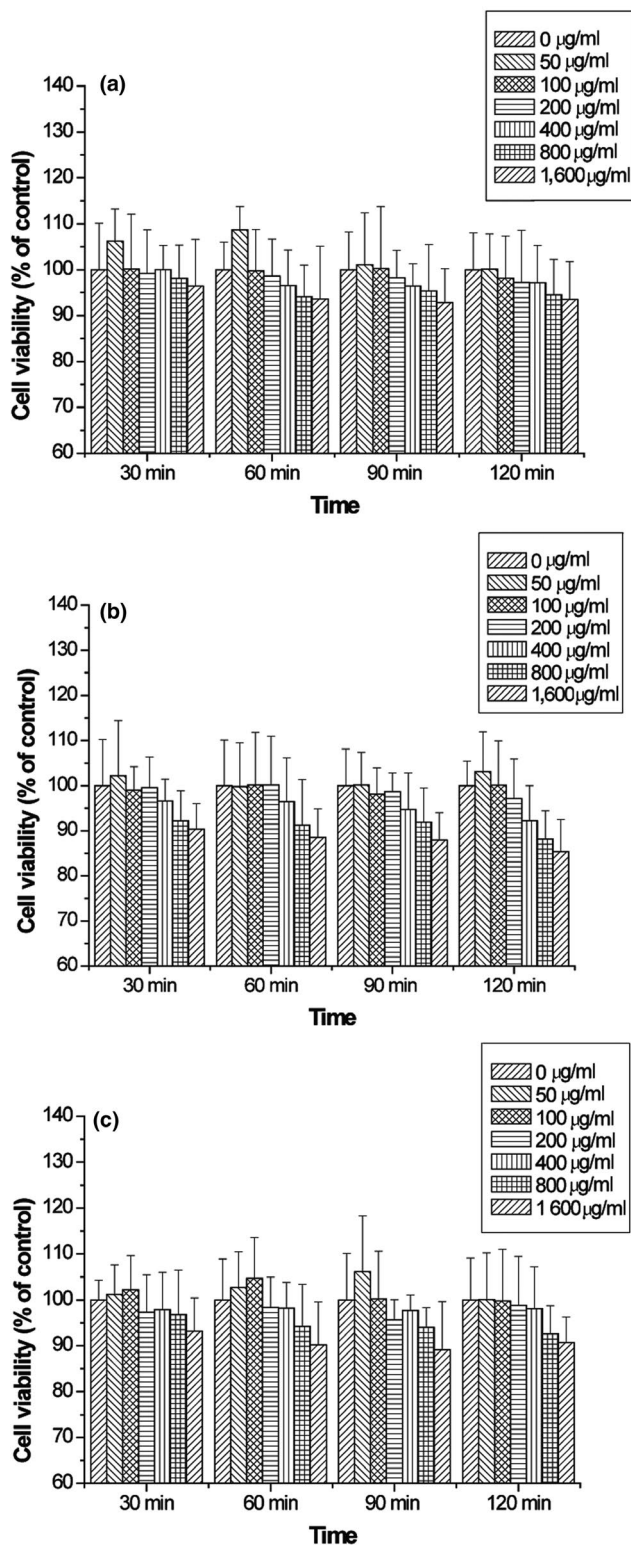 0 µg/ml
50 µg/ml
100 µg/ml
200 µg/ml
400 µg/ml
800 µg/ml
1,600µg/ml
(a)
140
130
120
110
100
90
80
70
60
Cell viability (% of control)
30 min 60 min 90 min 120 min
Time
0 µg/ml
50 µg/ml
100 µg/ml
200 µg/ml
400 µg/ml
800 µg/ml
1,600µg/ml
(b)
140
130
120
110
100
90
80
70
60
Cell viability (% of control)
30 min 60 min 90 min 120 min
Time
0 µg/ml
50 µg/ml
100 µg/ml
200 µg/ml
400 µg/ml
800 µg/ml
1 600µg/ml
(c)
140
130
120
110
100
90
80
70
60
Cell viability (% of control)
30 min 60 min 90 min 120 min
Time